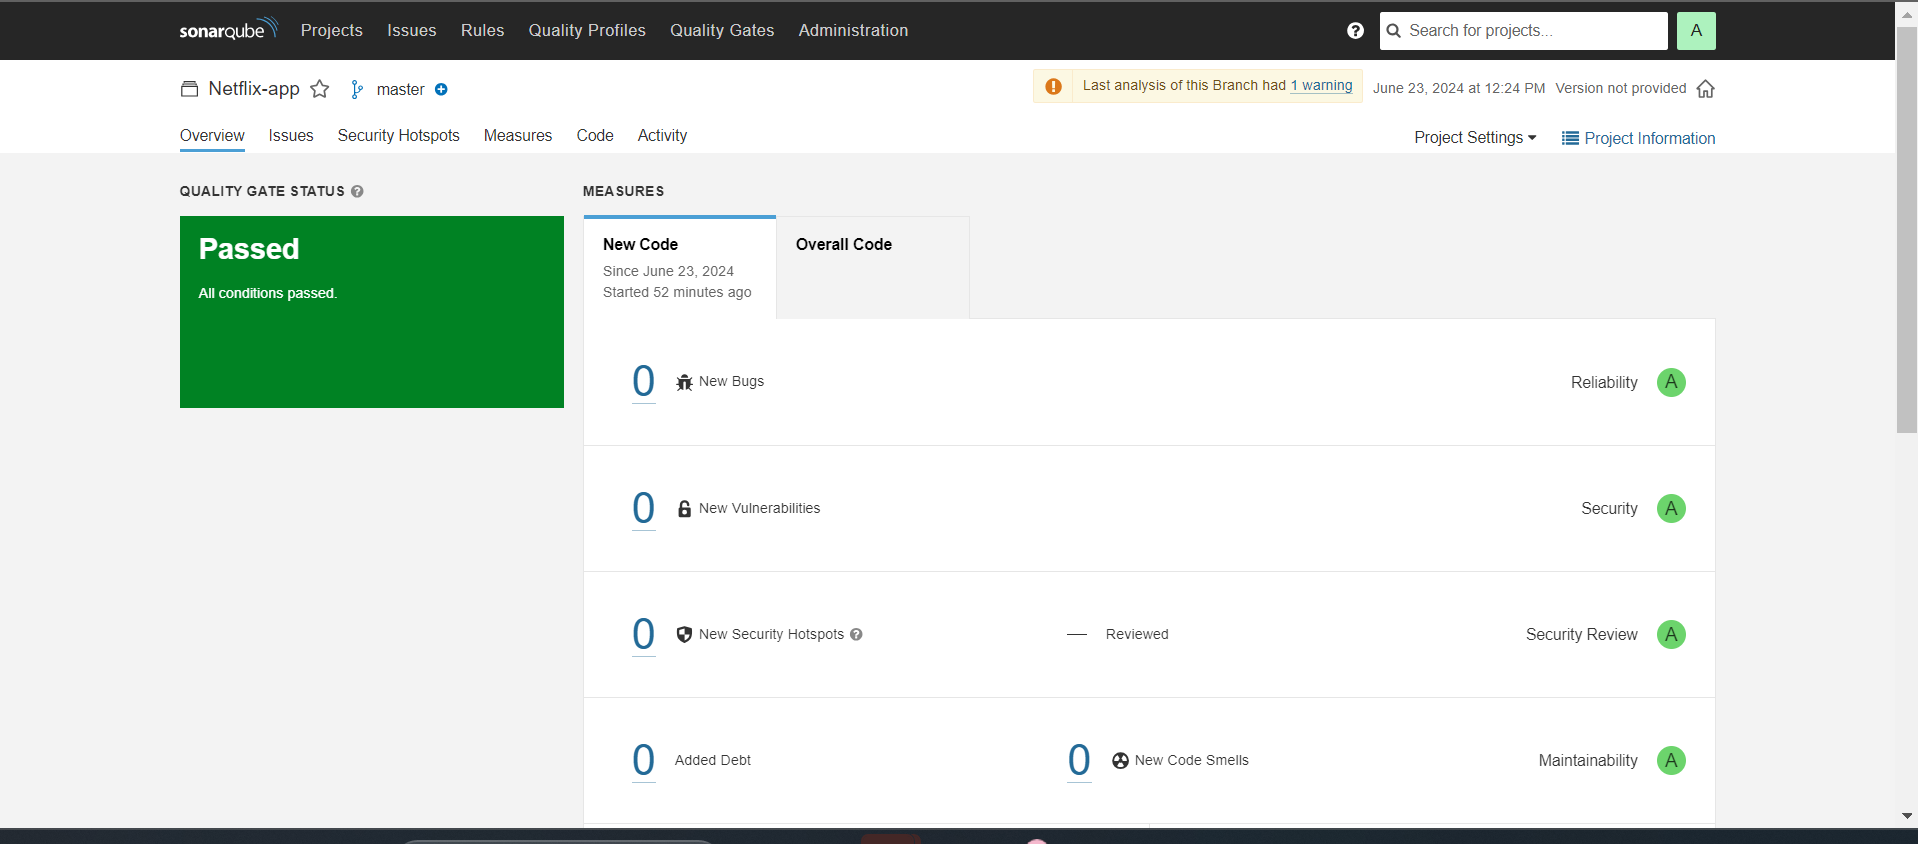 sonarqube Projects Issues Rules Quality Profiles Quality Gates Administration ? Search for projects... A
Netflix-app master Last analysis of this Branch had 1 warning June 23, 2024 at 12:24 PM Version not provided
Overview Issues Security Hotspots Measures Code Activity Project Settings Project Information
QUALITY GATE STATUS ? MEASURES
Passed
All conditions passed.
New Code
Since June 23, 2024
Started 52 minutes ago
Overall Code
0 New Bugs Reliability A
0 New Vulnerabilities Security A
0 New Security Hotspots ? — Reviewed Security Review A
0 Added Debt 0 New Code Smells Maintainability A